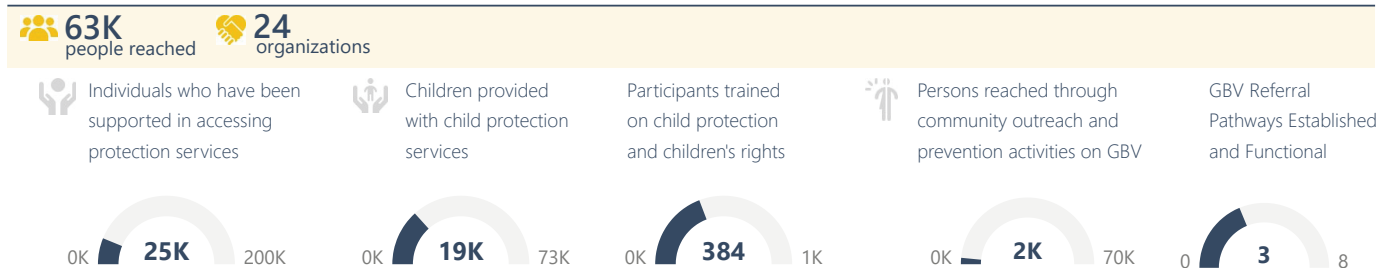 63K
people reached
24
organizations
Individuals who have been
supported in accessing
protection services
0K
25K
200K
Children provided
with child protection
services
0K
19K
73K
Participants trained
on child protection
and children's rights
0K
384
1K
Persons reached through
community outreach and
prevention activities on GBV
0K
2K
70K
GBV Referral
Pathways Established
and Functional
0
3
8